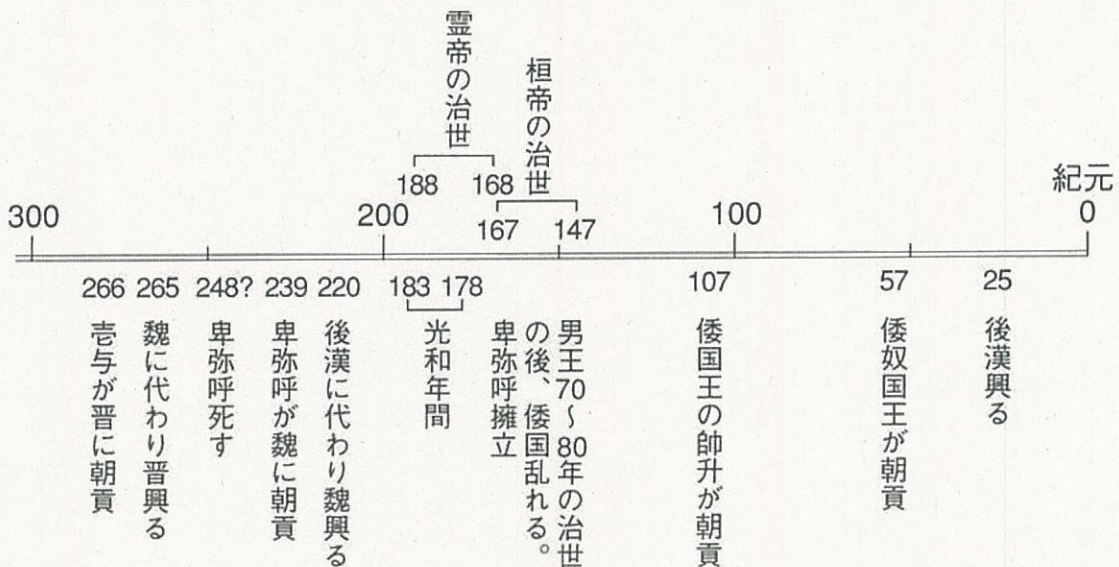 霊帝の治世
桓帝の治世
188 168
167 147
紀元
300 200 100 0
25
後漢興る
57
倭奴国王が朝貢
107
倭国王の帥升が朝貢
男王70〜80年の治世
の後、倭国乱れる。
卑弥呼擁立
183 178
光和年間
220
後漢に代わり魏興る
239
卑弥呼が魏に朝貢
248?
卑弥呼死す
265
魏に代わり晋興る
266
壱与が晋に朝貢